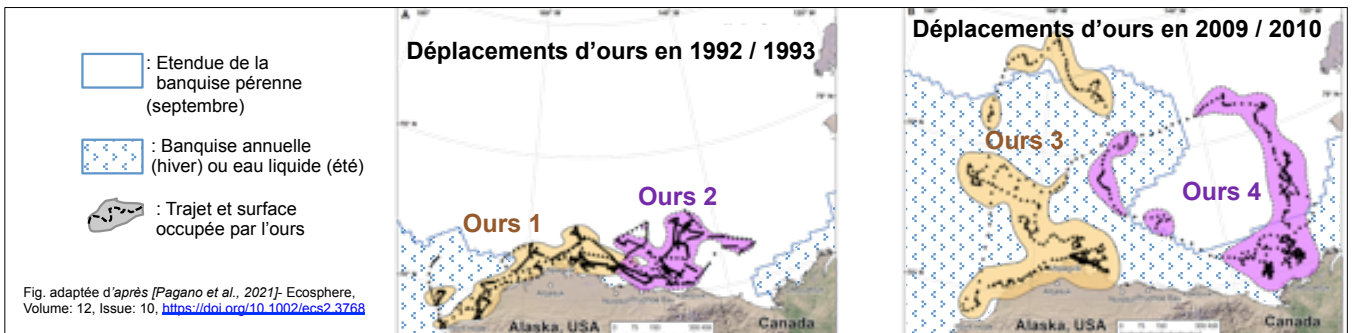 : Etendue de la
banquise pérenne
(septembre)
: Banquise annuelle
(hiver) ou eau liquide (été)
: Trajet et surface
occupée par l'ours
Fig. adaptée d'après [Pagano et al., 2021]- Ecosphere,
Volume: 12, Issue: 10, https://doi.org/10.1002/ecs2.3768
A
Déplacements d'ours en 1992 / 1993
Ours 1
Ours 2
Alaska, USA
Canada
B
Déplacements d'ours en 2009 / 2010
Ours 3
Ours 4
Alaska, USA
Canada